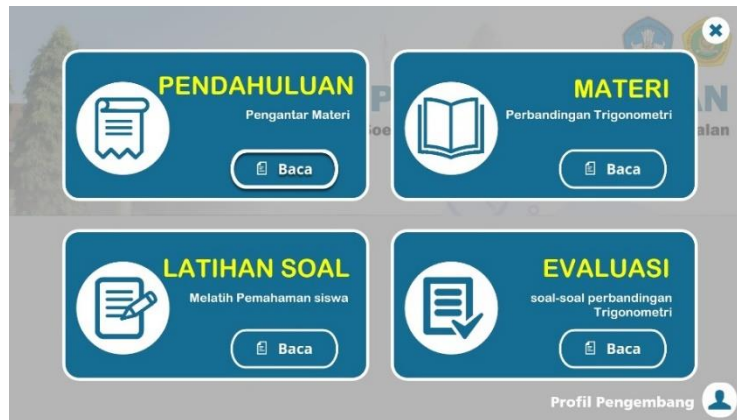 PENDAHULUAN
Pengantar Materi
Baca
MATERI
Perbandingan Trigonometri
Baca
LATIHAN SOAL
Melatih Pemahaman siswa
Baca
EVALUASI
soal-soal perbandingan
Trigonometri
Baca
Profil Pengembang